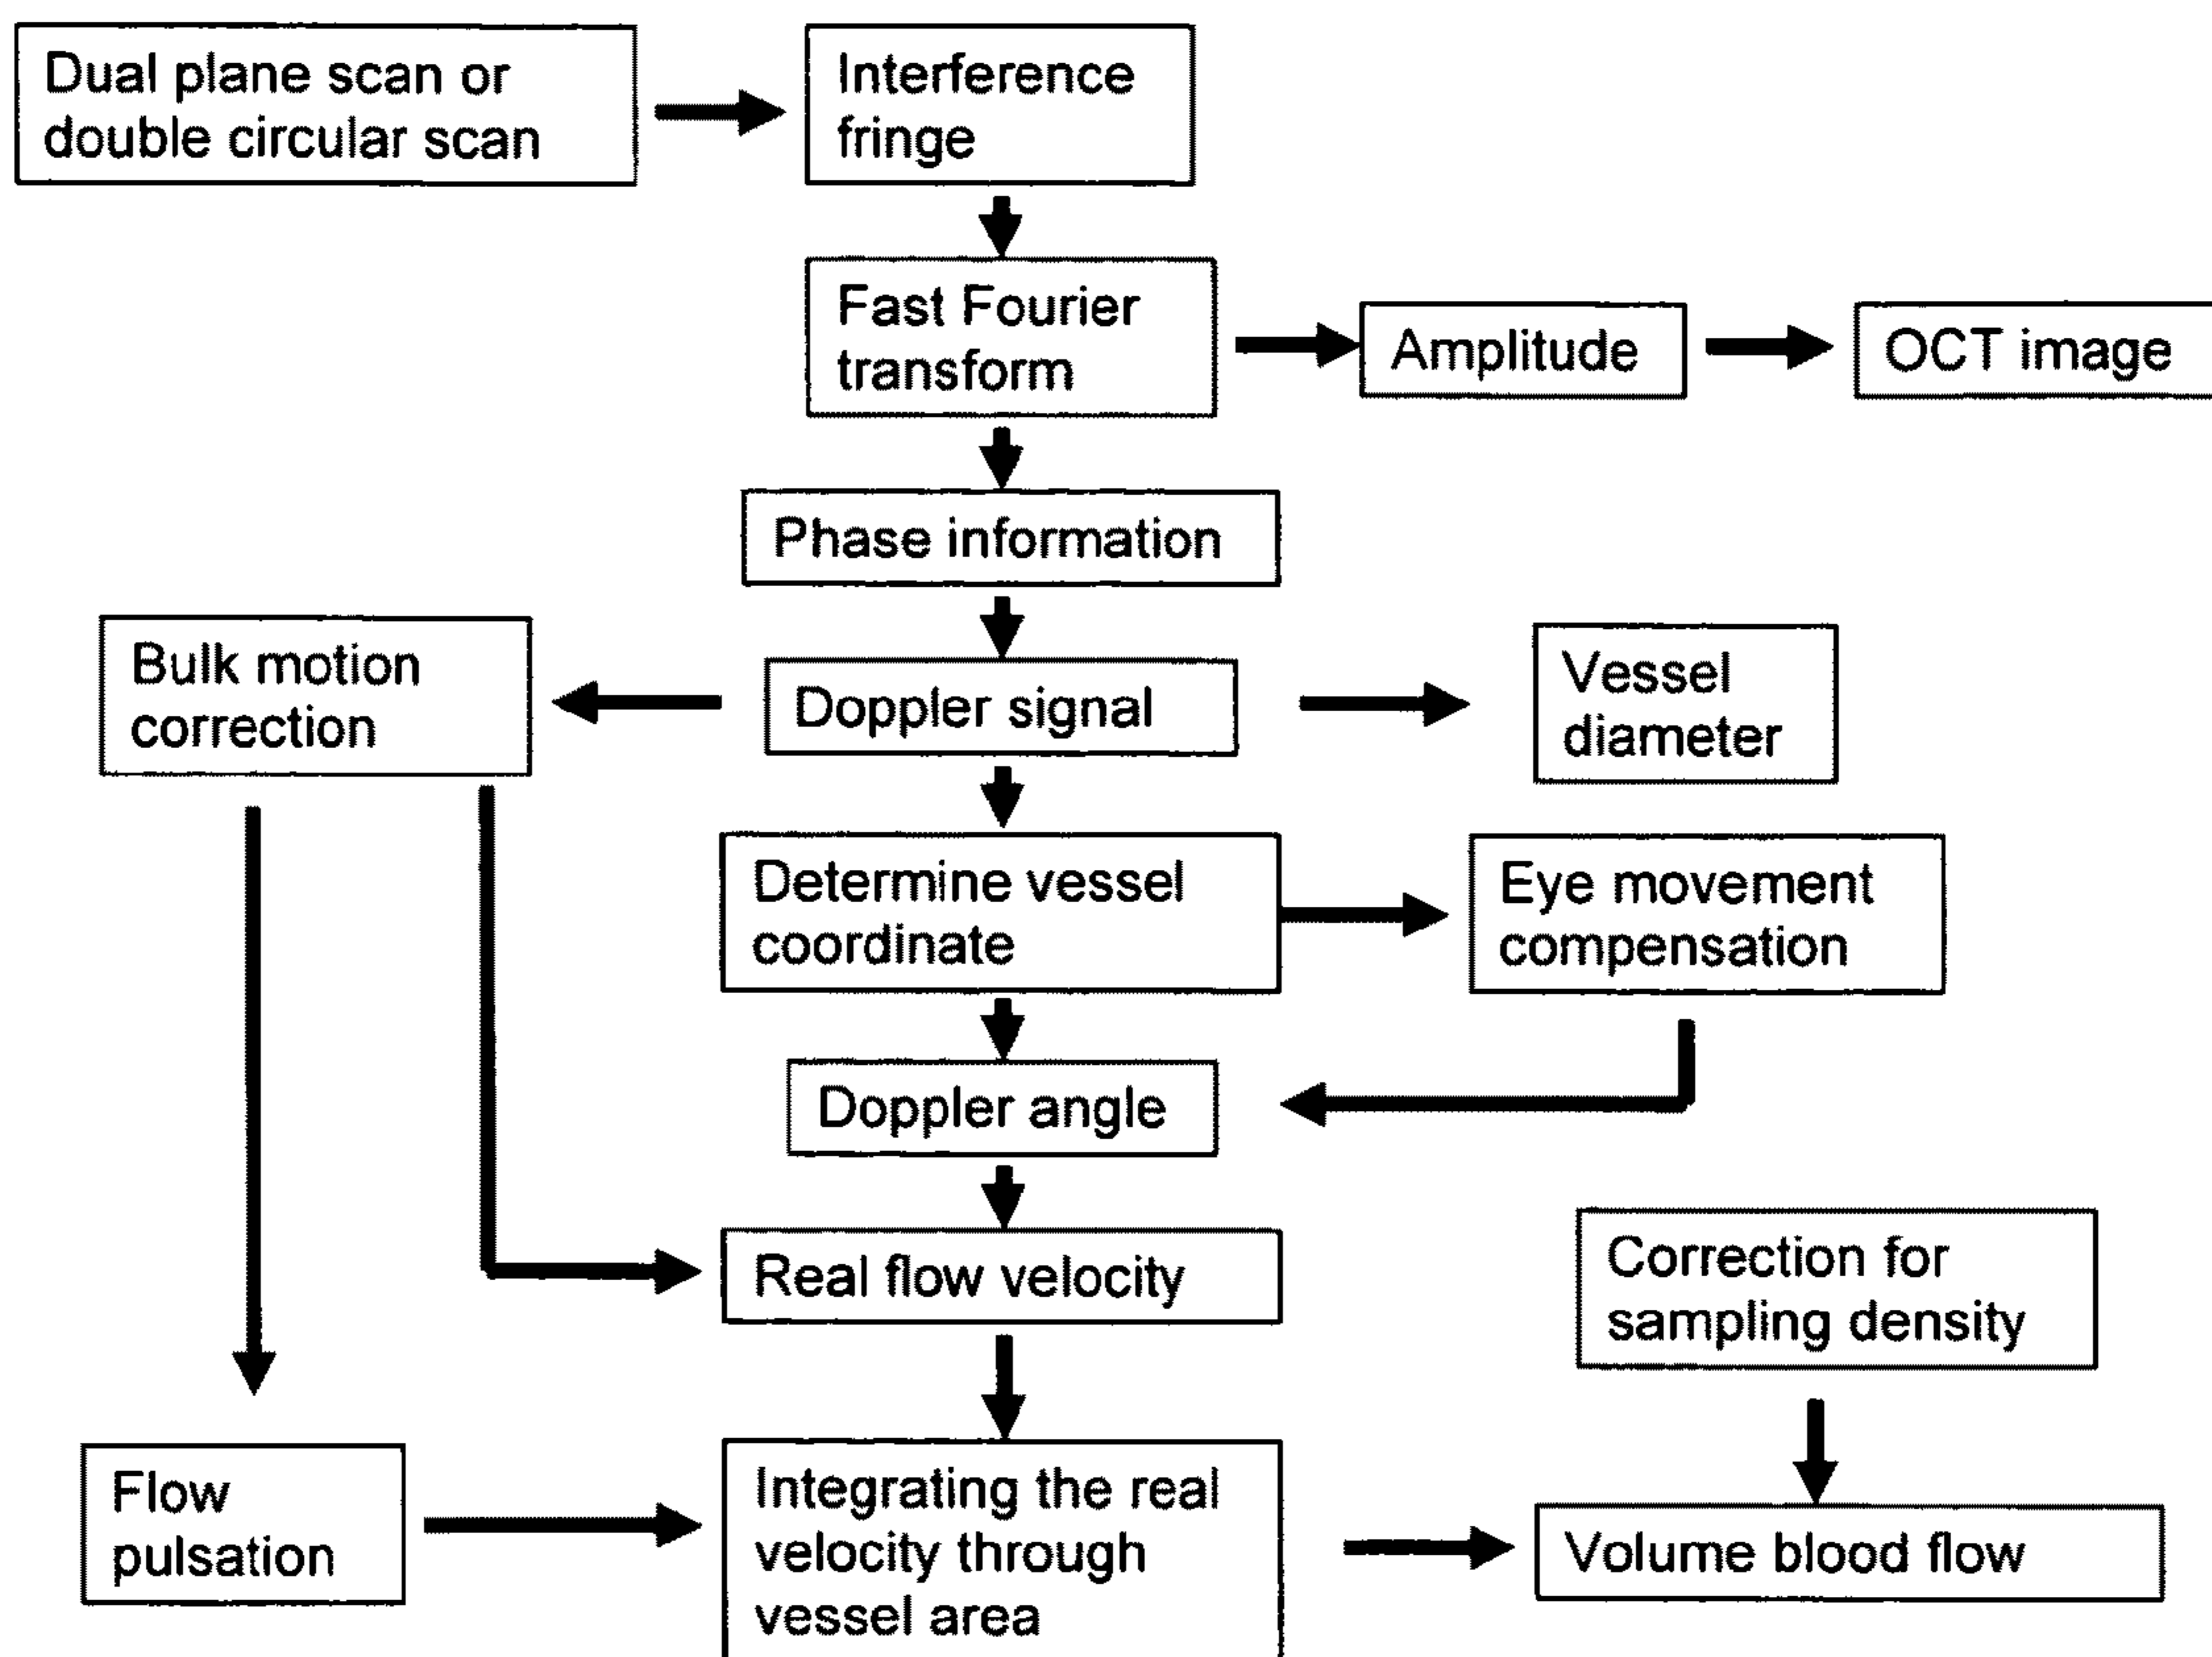 Dual plane scan or
double circular scan
Interference
fringe
Fast Fourier
transform
Amplitude
OCT image
Phase information
Bulk motion
correction
Doppler signal
Vessel
diameter
Determine vessel
coordinate
Eye movement
compensation
Doppler angle
Real flow velocity
Correction for
sampling density
Flow
pulsation
Integrating the real
velocity through
vessel area
Volume blood flow